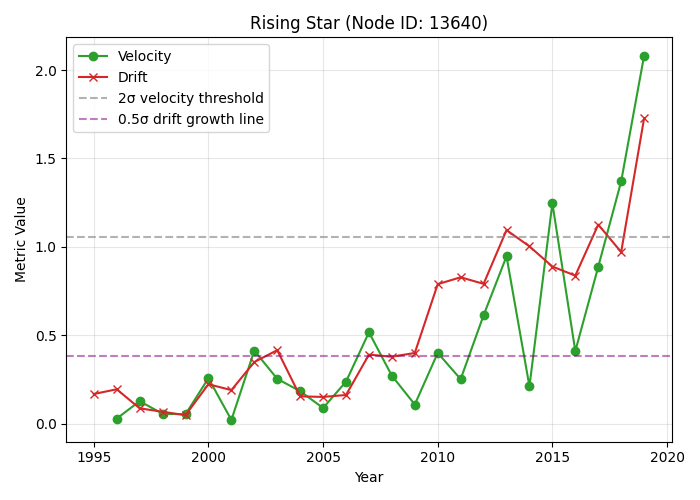 Rising Star (Node ID: 13640)
Velocity
Drift
2σ velocity threshold
0.5σ drift growth line
Metric Value
2.0
1.5
1.0
0.5
0.0
1995 2000 2005 2010 2015 2020
Year